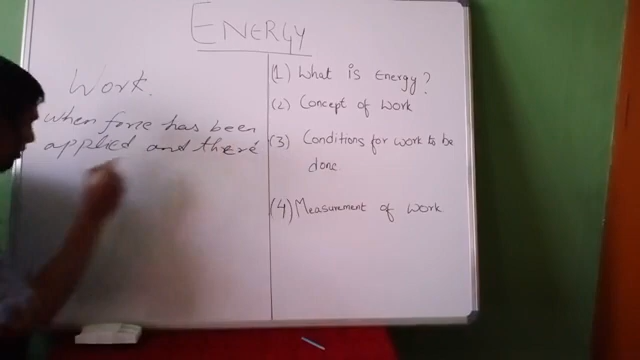 ENERGY
Work.
when force has been
applied and there
(1) What is Energy?
(2) Concept of Work
(3) Conditions for work to be
done
(4) Measurement of work